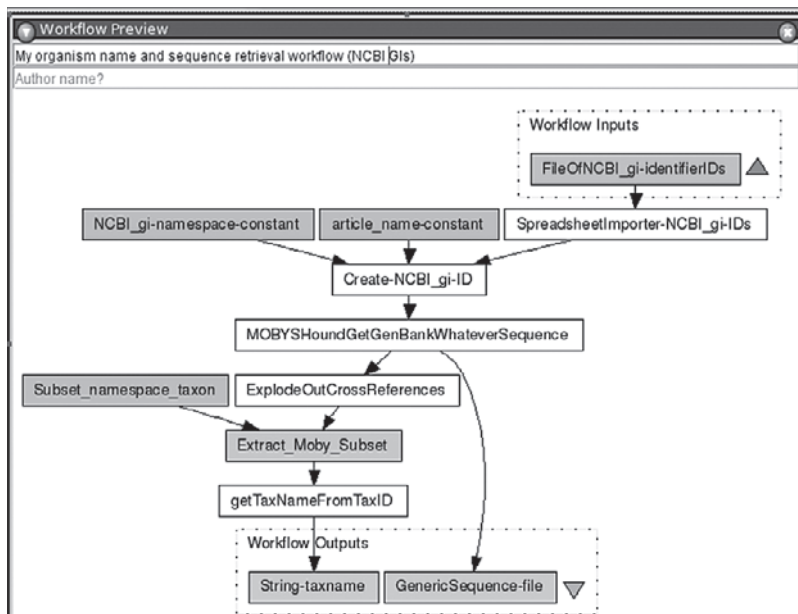 Workflow Preview
My organism name and sequence retrieval workflow (NCBI GIs)
Author name?
Workflow Inputs
FileOfNCBI_gi-identifierIDs
NCBI_gi-namespace-constant
article_name-constant
SpreadsheetImporter-NCBI_gi-IDs
Create-NCBI_gi-ID
MOBYSHoundGetGenBankWhateverSequence
Subset_namespace_taxon
ExplodeOutCrossReferences
Extract_Moby_Subset
getTaxNameFromTaxID
Workflow Outputs
String-taxname
GenericSequence-file